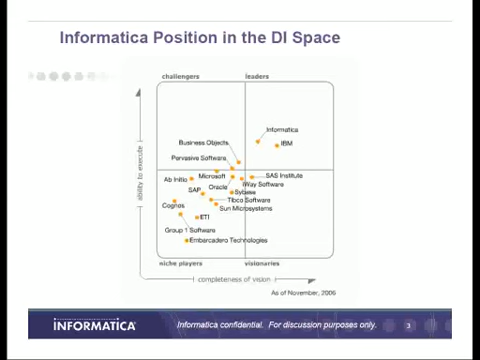 Informatica Position in the DI Space
challengers
leaders
Informatica
IBM
Business Objects
Pervasive Software
Microsoft
SAS Institute
Ab Initio
Oracle
iWay Software
SAP
Sybase
Tibco Software
Cognos
Sun Microsystems
ETI
Group 1 Software
Embarcadero Technologies
ability to execute
niche players
visionaries
completeness of vision
As of November, 2006
INFORMATICA
Informatica confidential. For discussion purposes only.
3